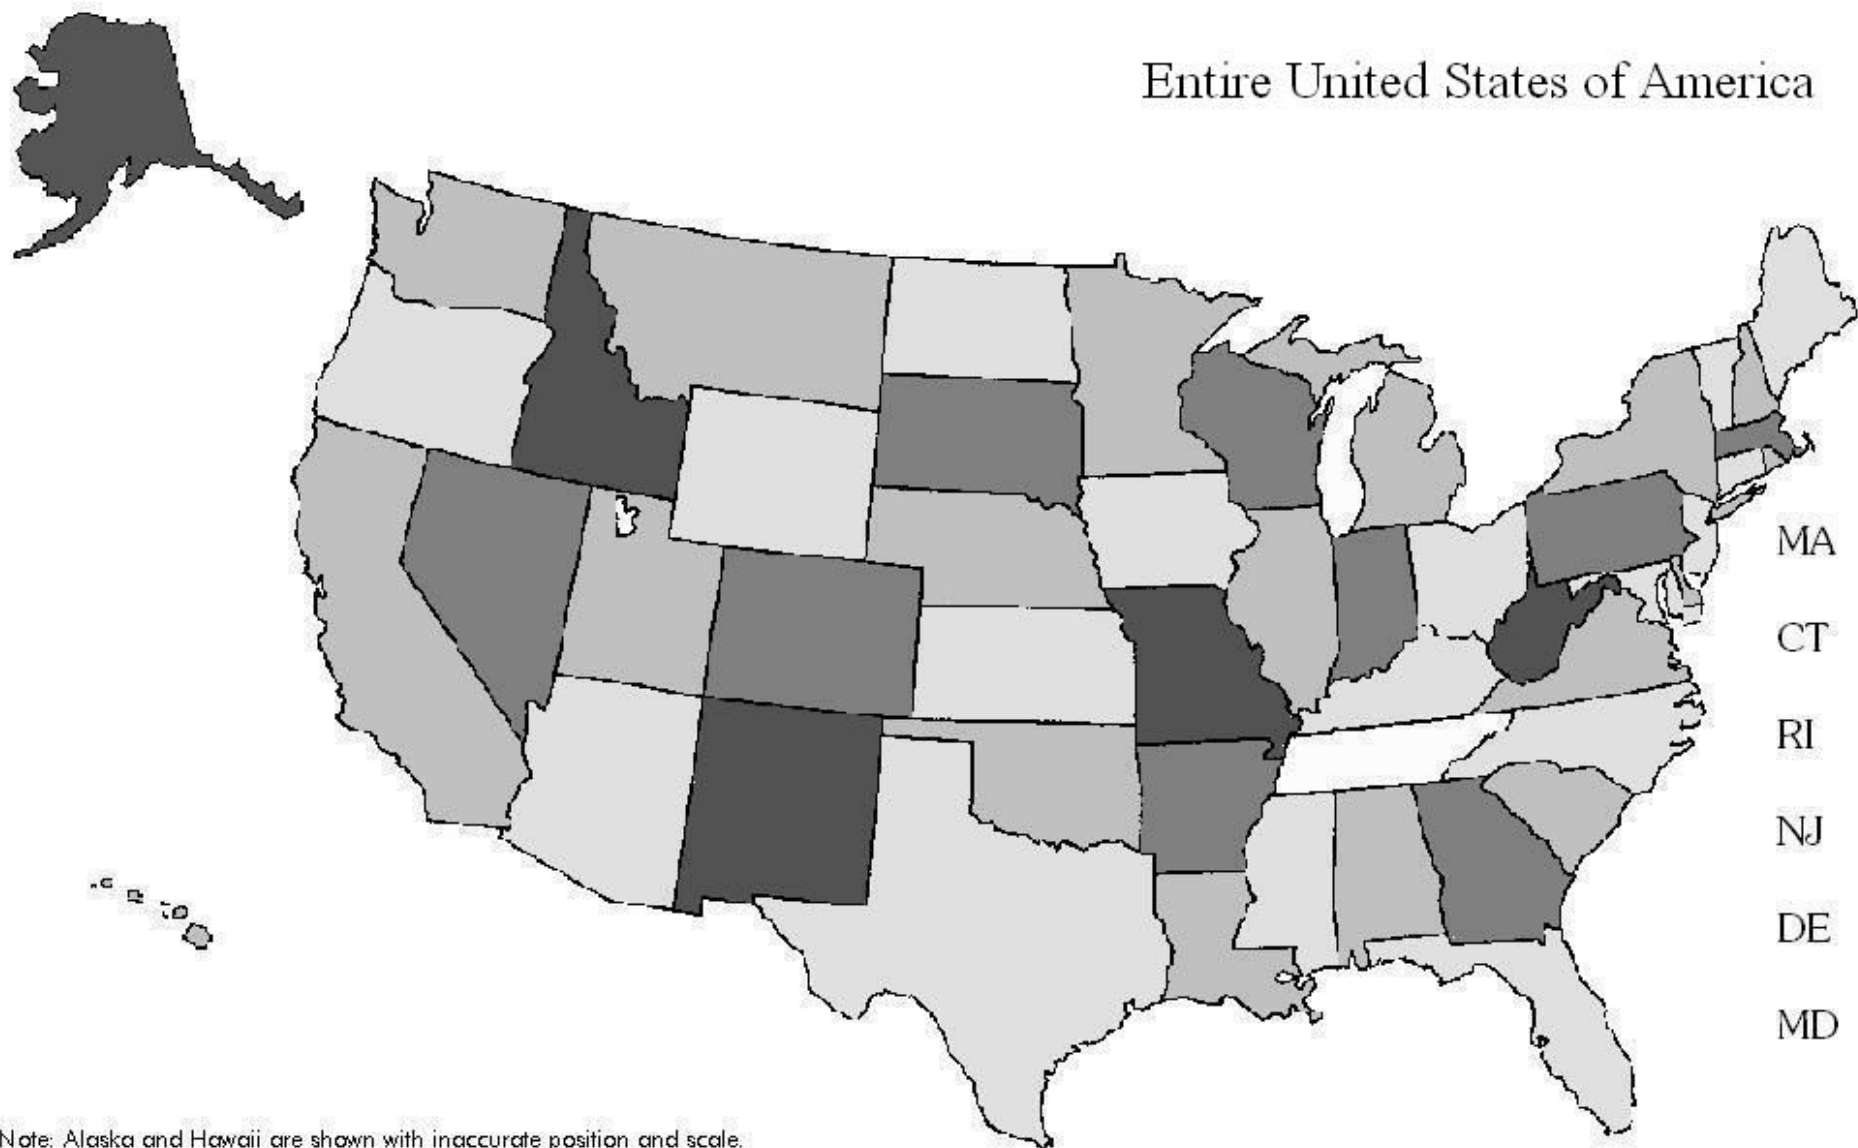 Entire United States of America
MA
CT
RI
NJ
DE
MD
Note: Alaska and Hawaii are shown with inaccurate position and scale.